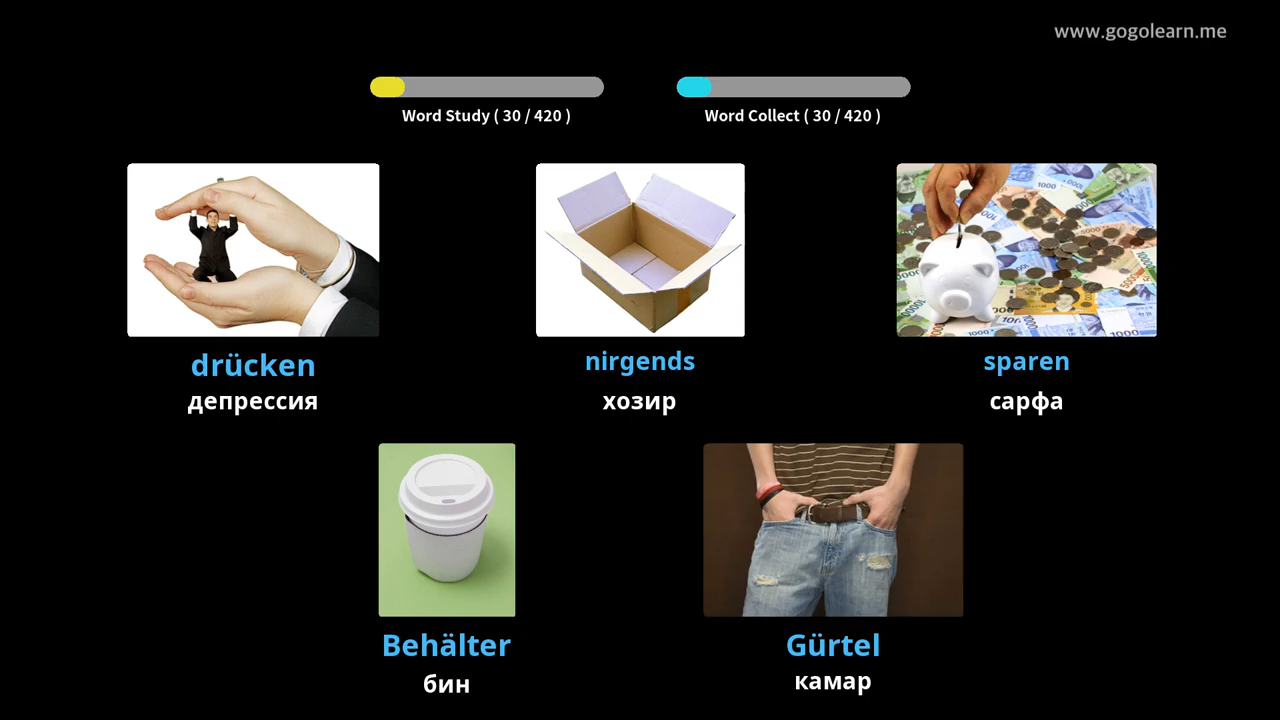 www.gogolearn.me
Word Study ( 30 / 420 )
Word Collect ( 30 / 420 )
drücken
депрессия
nirgends
хозир
sparen
сарфа
Behälter
бин
Gürtel
камар